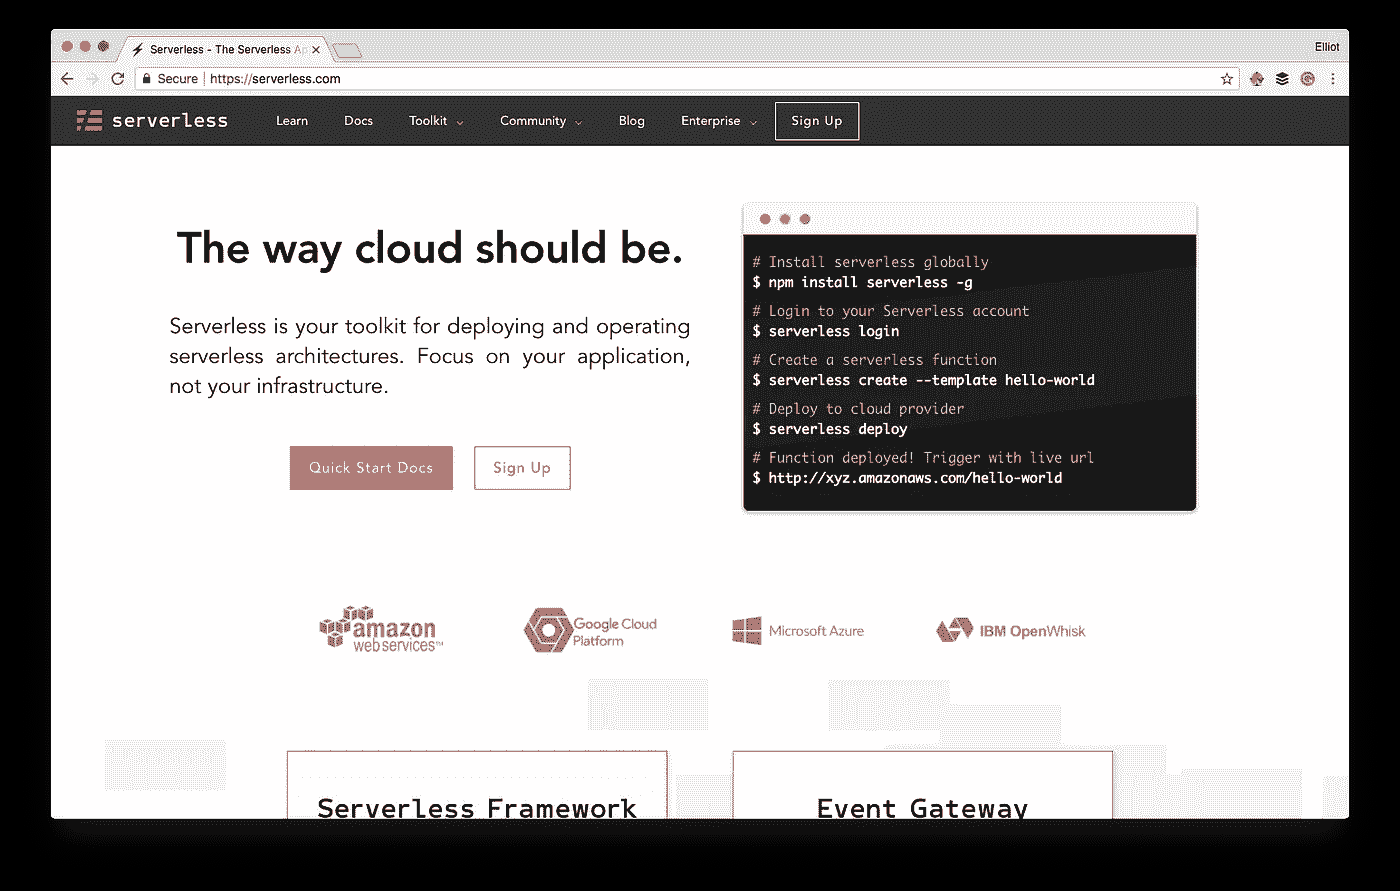 Serverless - The Serverless Ap
Elliot
Secure | https://serverless.com
serverless Learn Docs Toolkit Community Blog Enterprise Sign Up
The way cloud should be.
Serverless is your toolkit for deploying and operating
serverless architectures. Focus on your application,
not your infrastructure.
Quick Start Docs Sign Up
# Install serverless globally
$ npm install serverless -g
# Login to your Serverless account
$ serverless login
# Create a serverless function
$ serverless create --template hello-world
# Deploy to cloud provider
$ serverless deploy
# Function deployed! Trigger with live url
$ http://xyz.amazonaws.com/hello-world
amazon
web services™
Google Cloud
Platform
Microsoft Azure
IBM OpenWhisk
Serverless Framework
Event Gateway